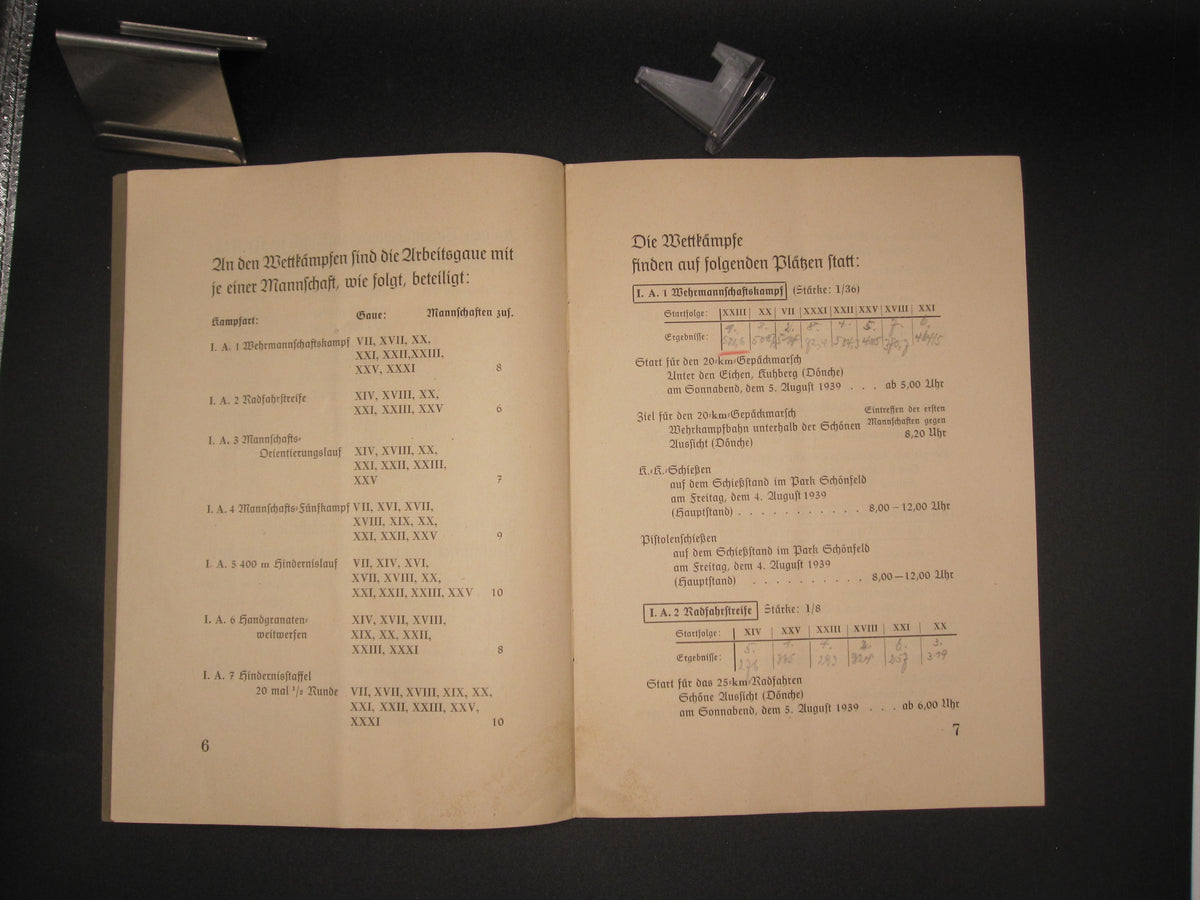 An den Wettkämpfen sind die Arbeitsgaue mit
je einer Mannschaft, wie folgt, beteiligt:
Kampfart: Gaue: Mannschaften zus.
I. A. 1 Wehrmannschaftskampf VII, XVII, XX,
XXI, XXII,XXIII,
XXV, XXXI 8
I. A. 2 Radfahrstreife XIV, XVIII, XX,
XXI, XXIII, XXV 6
I. A. 3 Mannschafts-
Orientierungslauf XIV, XVIII, XX,
XXI, XXII, XXIII,
XXV 7
I. A. 4 Mannschafts-Fünfkampf VII, XVI, XVII,
XVIII, XIX, XX,
XXI, XXII, XXV 9
I. A. 5 400 m Hindernislauf VII, XIV, XVI,
XVII, XVIII, XX,
XXI, XXII, XXIII, XXV 10
I. A. 6 Handgranaten-
weitwerfen XIV, XVII, XVIII,
XIX, XX, XXII,
XXIII, XXXI 8
I. A. 7 Hindernisstaffel
20 mal 1/2 Runde VII, XVII, XVIII, XIX, XX,
XXI, XXII, XXIII, XXV,
XXXI 10
6
Die Wettkämpfe
finden auf folgenden Plätzen statt:
I. A. 1 Wehrmannschaftskampf (Stärke: 1/36)
Startfolge: XXIII XX VII XXXI XXII XXV XVIII XXI
Ergebnisse:
Start für den 20-km-Gepäckmarsch
Unter den Eichen, Kuhberg (Dönche)
am Sonnabend, dem 5. August 1939 . . . ab 5,00 Uhr
Ziel für den 20-km-Gepäckmarsch
Wehrkampfbahn unterhalb der Schönen
Aussicht (Dönche)
Eintreffen der ersten
Mannschaften gegen
8,20 Uhr
K.-K.-Schießen
auf dem Schießstand im Park Schönfeld
am Freitag, dem 4. August 1939
(Hauptstand) . . . . . . . . . . 8,00 – 12,00 Uhr
Pistolenschießen
auf dem Schießstand im Park Schönfeld
am Freitag, dem 4. August 1939
(Hauptstand) . . . . . . . . . . 8,00 – 12,00 Uhr
I. A. 2 Radfahrstreife Stärke: 1/8
Startfolge: XIV XXV XXIII XVIII XXI XX
5. 4. 6. 3.
Ergebnisse: 276 293 257 319
Start für das 25-km-Radfahren
Schöne Aussicht (Dönche)
am Sonnabend, dem 5. August 1939 . . . ab 6,00 Uhr
7